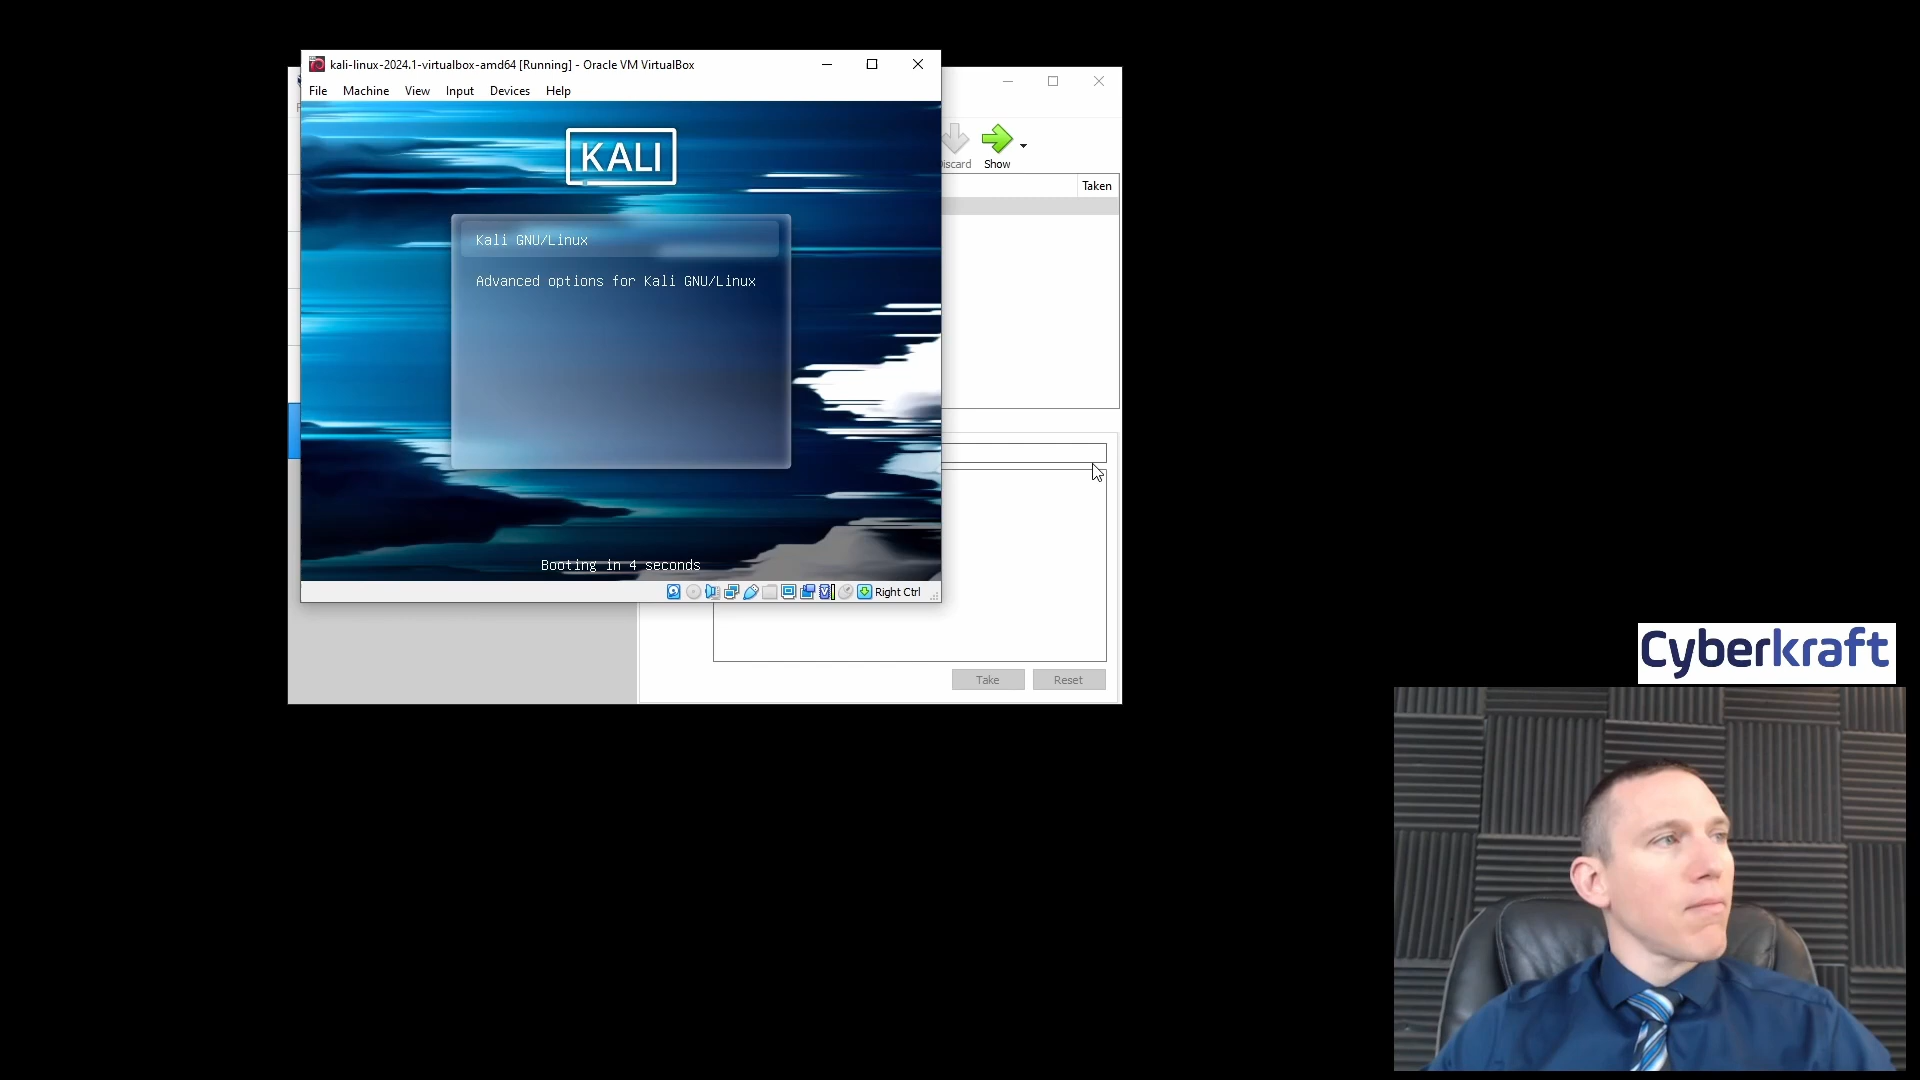 kali-linux-2024.1-virtualbox-amd64 [Running] - Oracle VM VirtualBox
File Machine View Input Devices Help
KALI
Show
Taken
Kali GNU/Linux
Advanced options for Kali GNU/Linux
Booting in 4 seconds
Right Ctrl
Take Reset
Cyberkraft